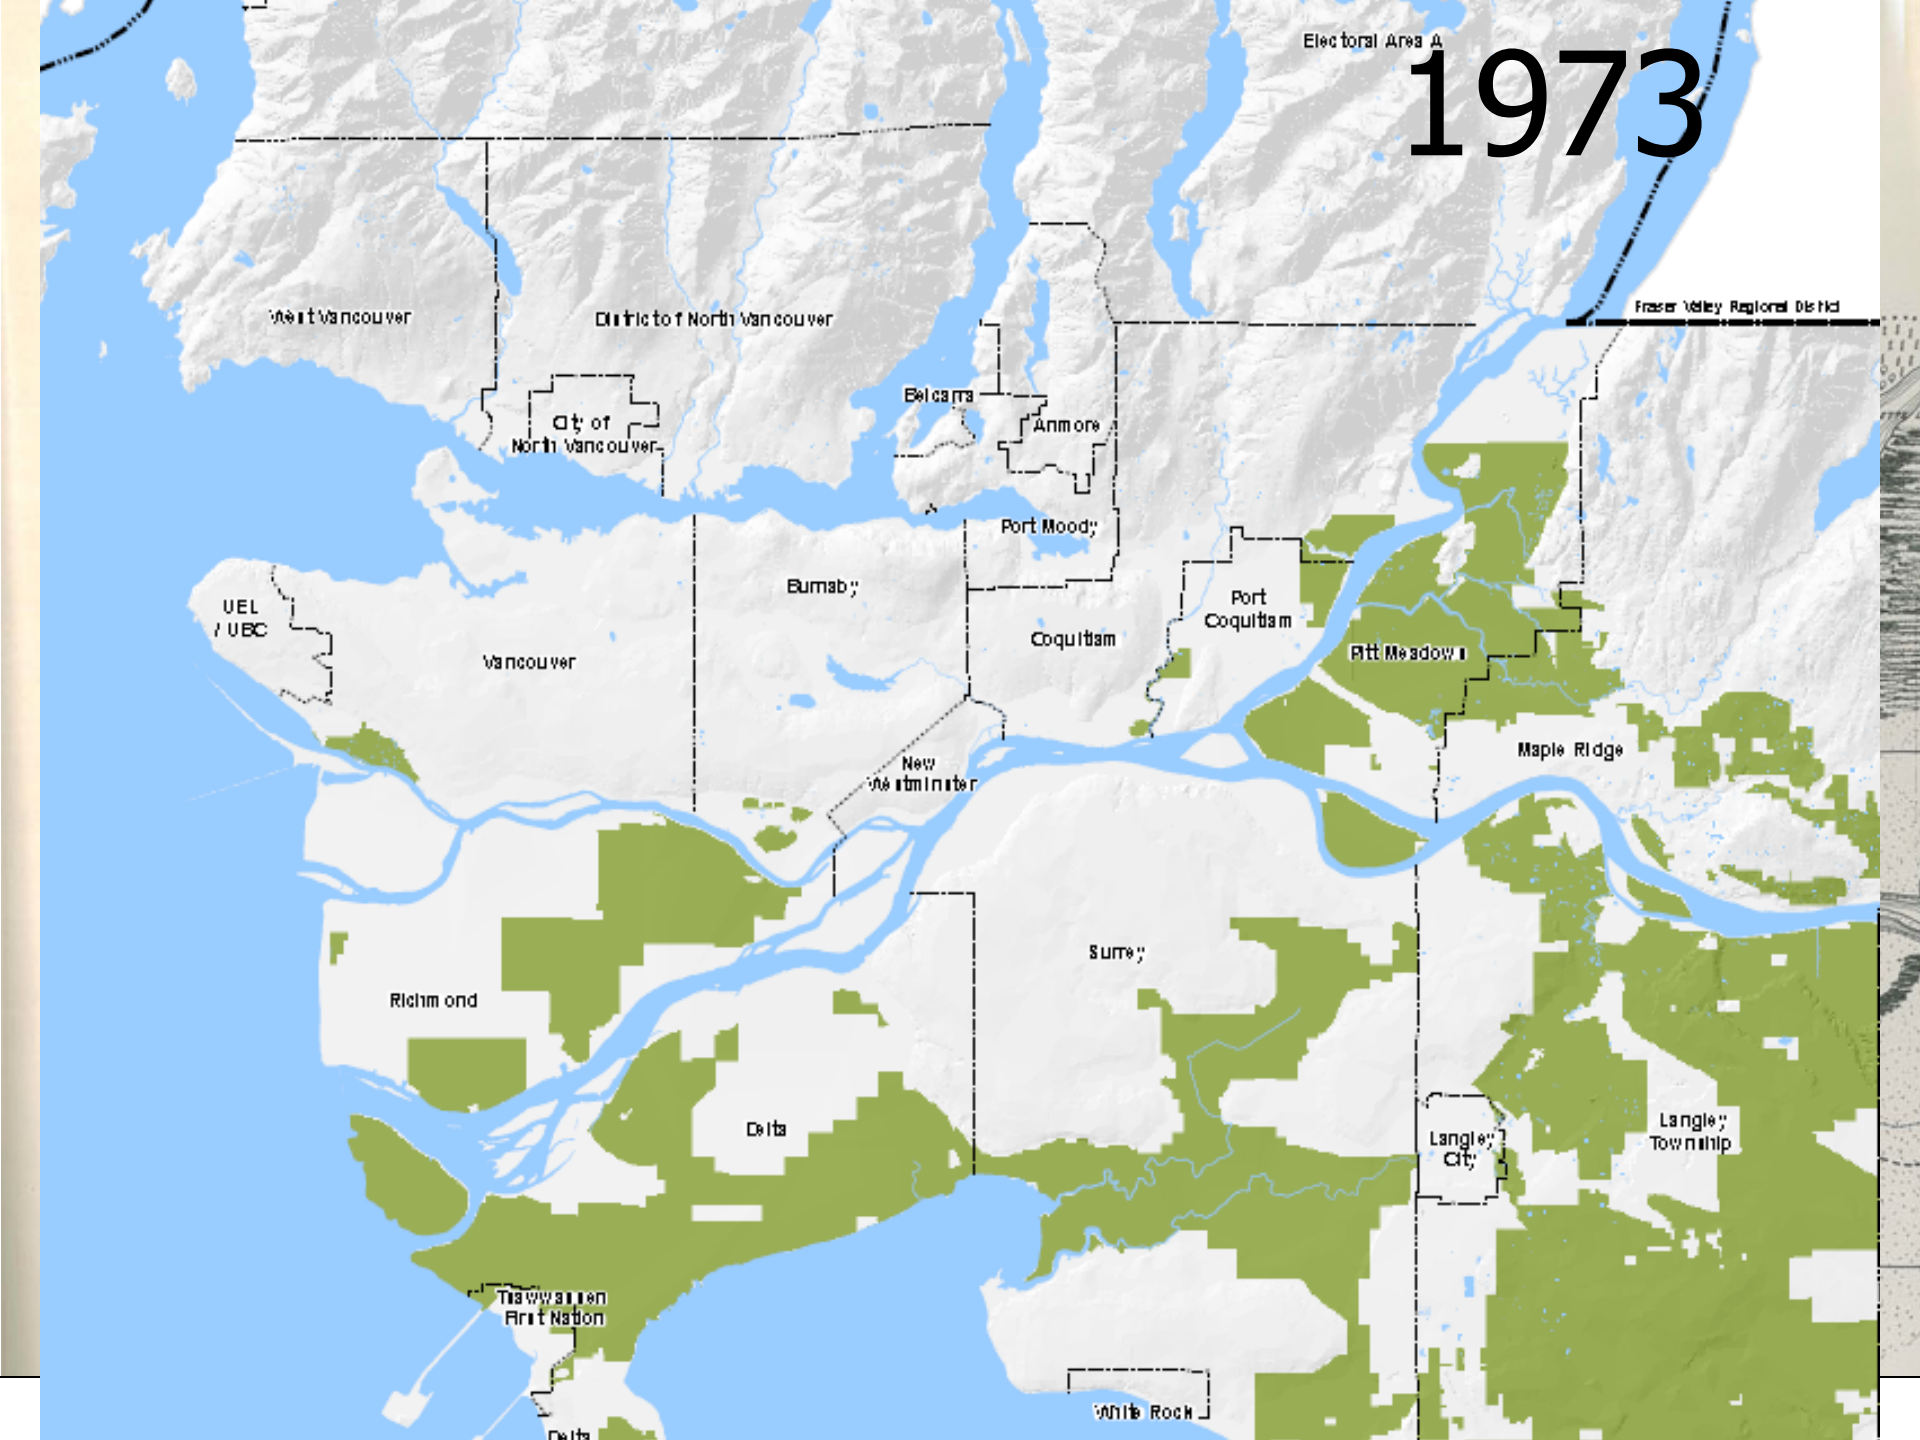 Electoral Area A
1973
Fraser Valley Regional District
West Vancouver
District of North Vancouver
Belcarra
City of
North Vancouver
Anmore
Port Moody
UEL
/ UBC
Burnaby
Port
Coquitlam
Coquitlam
Vancouver
Pitt Meadows
Maple Ridge
New
Westminster
Surrey
Richmond
Delta
Langley
City
Langley
Township
Tsawwassen
First Nation
White Rock
Delta